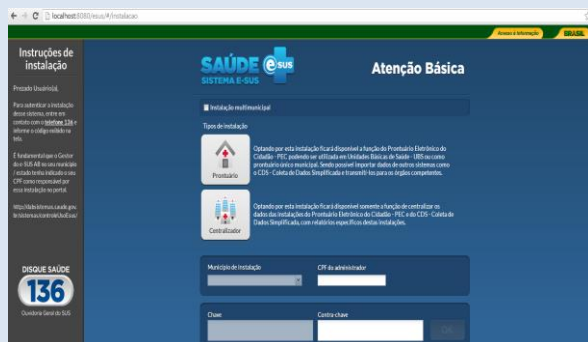 localhost:8080/esus/#/instalacao
Acesso à Informação
BRASIL
Instruções de
instalação
Prezado Usuário(a),
Para autenticar a instalação
desse sistema, entre em
contato com o telefone 136 e
informe o código exibido na
tela.
É fundamental que o Gestor
do e-SUS AB no seu município
/ estado tenha indicado o seu
CPF como responsável por
essa instalação no portal.
DISQUE SAÚDE
136
Ouvidoria Geral do SUS
SAÚDE e SUS
SISTEMA E-SUS
Atenção Básica
Instalação multimunicipal
Tipos de instalação
Prontuário
Optando por esta instalação ficará disponível a função do Prontuário Eletrônico do
Cidadão - PEC podendo ser utilizada em Unidades Básicas de Saúde - UBS ou como
prontuário único municipal. Sendo possível importar dados de outros sistemas como
o CDS - Coleta de Dados Simplificada e transmití-los para os órgãos competentes.
Centralizador
Optando por esta instalação ficará disponível somente a função de centralizar os
dados das instalações do Prontuário Eletrônico do Cidadão - PEC e do CDS - Coleta de
Dados Simplificada, com relatórios específicos destas instalações.
Município de instalação
CPF do administrador
Chave
Contra-chave